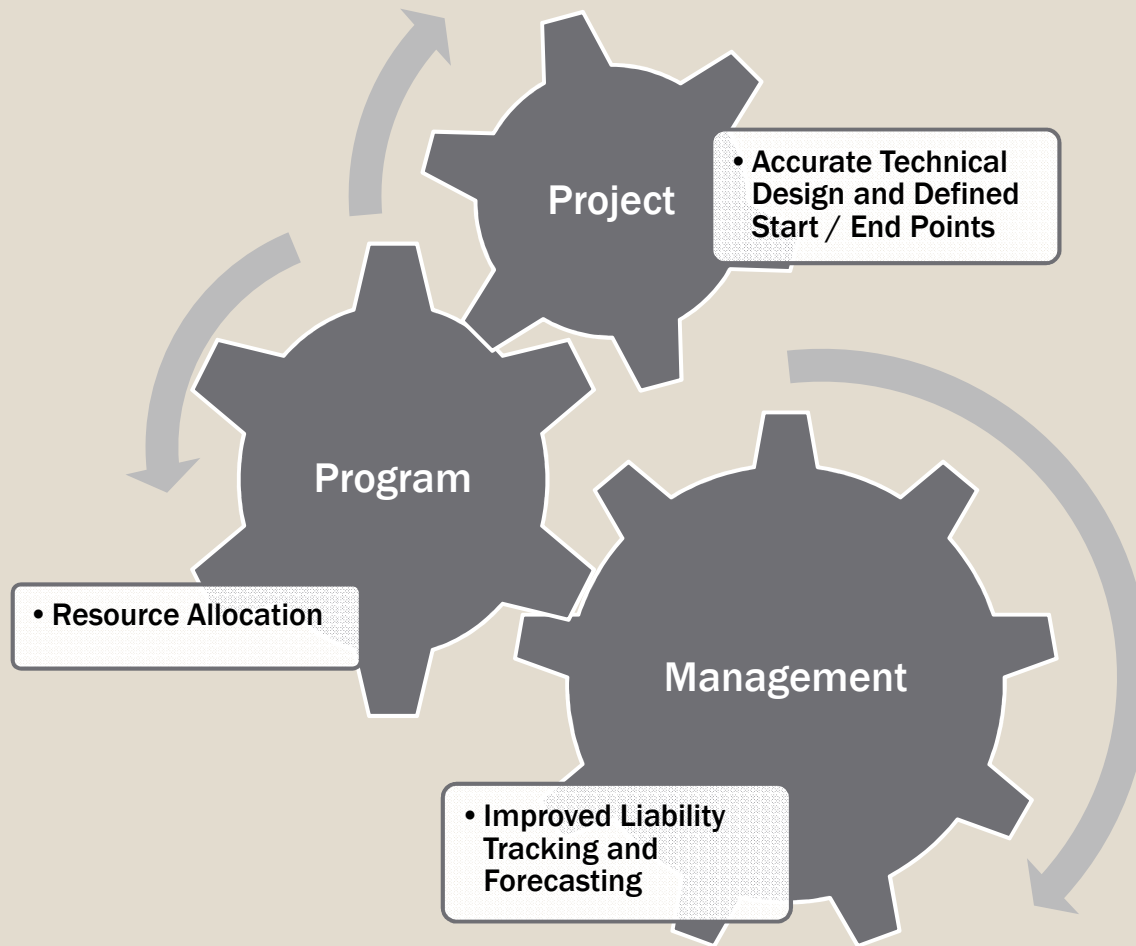 Project
• Accurate Technical
Design and Defined
Start / End Points
Program
• Resource Allocation
Management
• Improved Liability
Tracking and
Forecasting